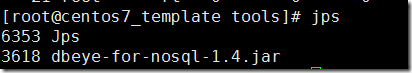 [root@centos7_template tools]# jps
6353 Jps
3618 dbeye-for-nosql-1.4.jar